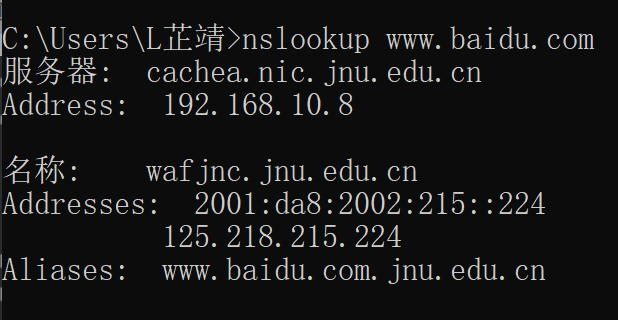 C:\Users\L芷靖>nslookup www.baidu.com
服务器:  cachea.nic.jnu.edu.cn
Address:  192.168.10.8

名称:    wafjnc.jnu.edu.cn
Addresses:  2001:da8:2002:215::224
          125.218.215.224
Aliases:  www.baidu.com.jnu.edu.cn